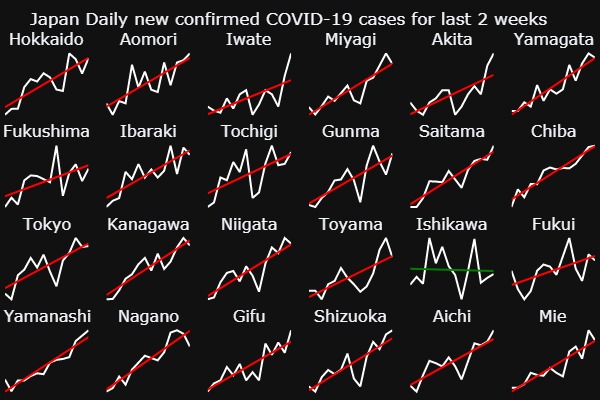 Japan Daily new confirmed COVID-19 cases for last 2 weeks
Hokkaido Aomori Iwate Miyagi Akita Yamagata
Fukushima Ibaraki Tochigi Gunma Saitama Chiba
Tokyo Kanagawa Niigata Toyama Ishikawa Fukui
Yamanashi Nagano Gifu Shizuoka Aichi Mie